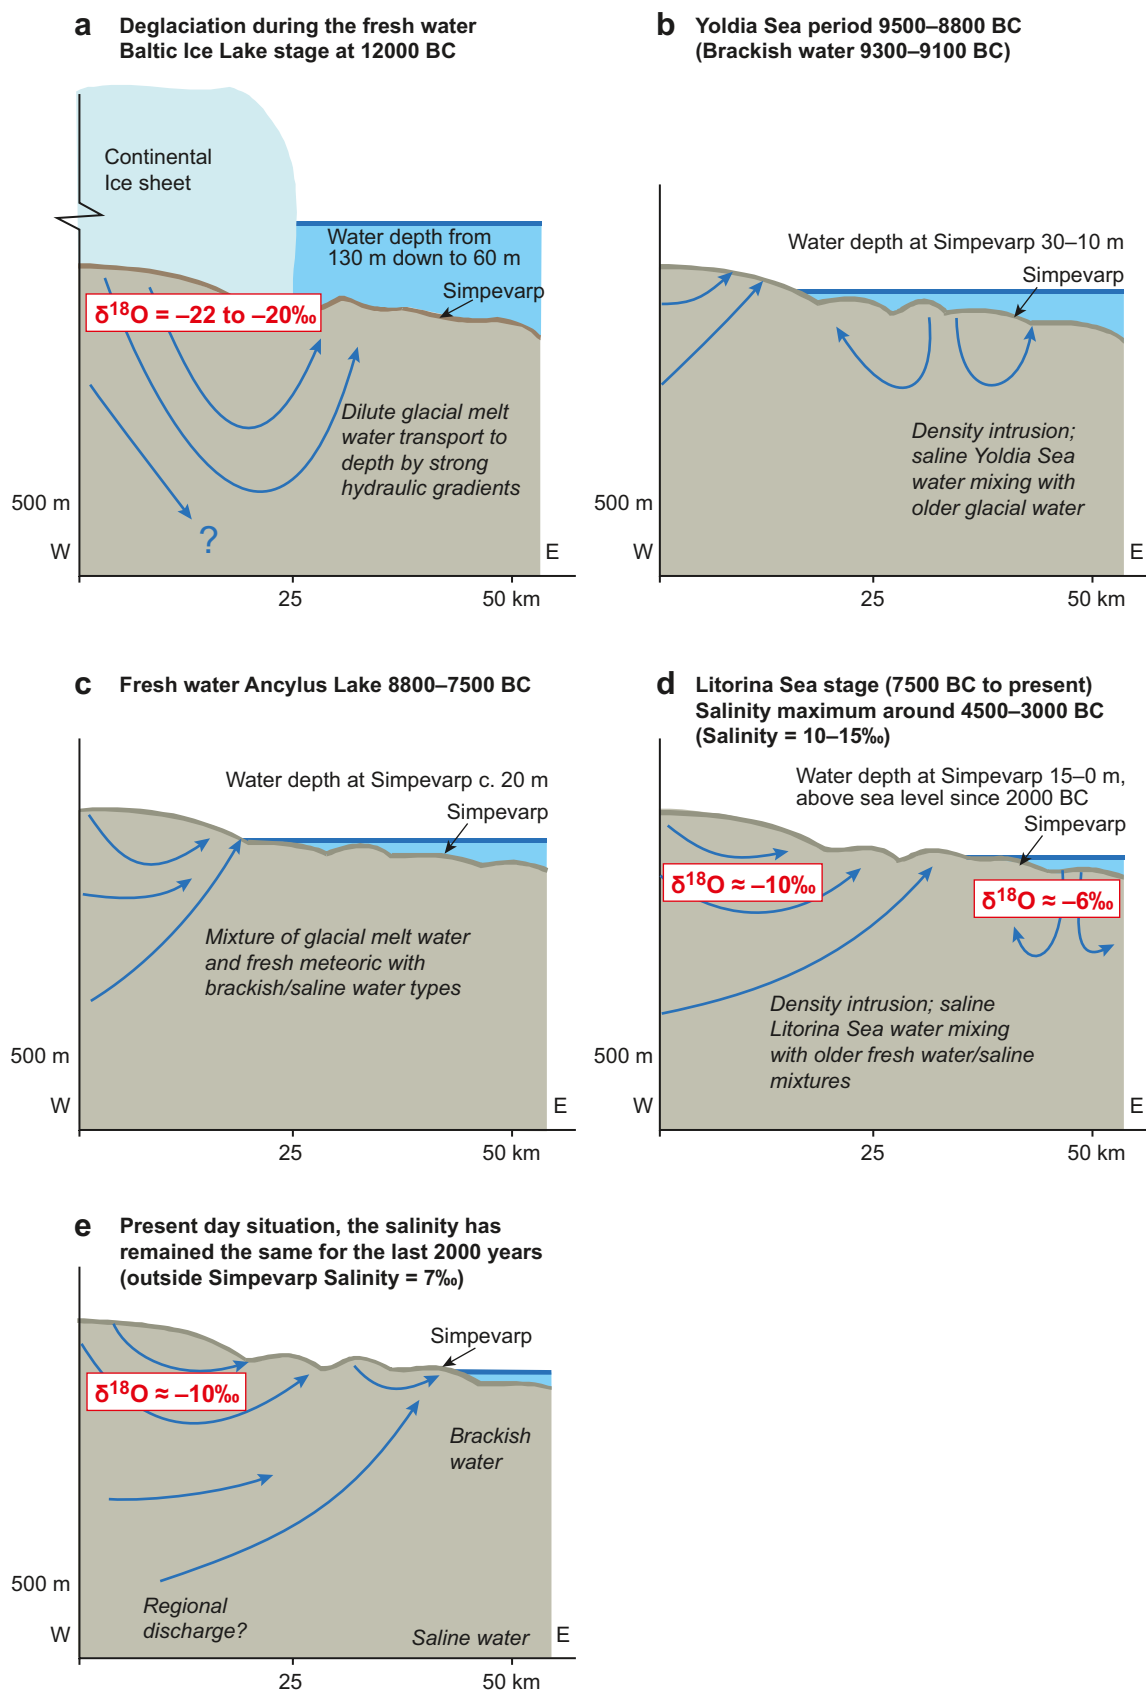 a Deglaciation during the fresh water
Baltic Ice Lake stage at 12000 BC
Continental
Ice sheet
Water depth from
130 m down to 60 m
Simpevarp
δ¹⁸O = –22 to –20‰
Dilute glacial melt
water transport to
depth by strong
hydraulic gradients
500 m
?
W
E
25
50 km
b Yoldia Sea period 9500–8800 BC
(Brackish water 9300–9100 BC)
Water depth at Simpevarp 30–10 m
Simpevarp
Density intrusion;
saline Yoldia Sea
water mixing with
older glacial water
500 m
W
E
25
50 km
c Fresh water Ancylus Lake 8800–7500 BC
Water depth at Simpevarp c. 20 m
Simpevarp
Mixture of glacial melt water
and fresh meteoric with
brackish/saline water types
500 m
W
E
25
50 km
d Litorina Sea stage (7500 BC to present)
Salinity maximum around 4500–3000 BC
(Salinity = 10–15‰)
Water depth at Simpevarp 15–0 m,
above sea level since 2000 BC
Simpevarp
δ¹⁸O ≈ –10‰
δ¹⁸O ≈ –6‰
Density intrusion; saline
Litorina Sea water mixing
with older fresh water/saline
mixtures
500 m
W
E
25
50 km
e Present day situation, the salinity has
remained the same for the last 2000 years
(outside Simpevarp Salinity = 7‰)
Simpevarp
δ¹⁸O ≈ –10‰
Brackish
water
500 m
Regional
discharge?
Saline water
W
E
25
50 km